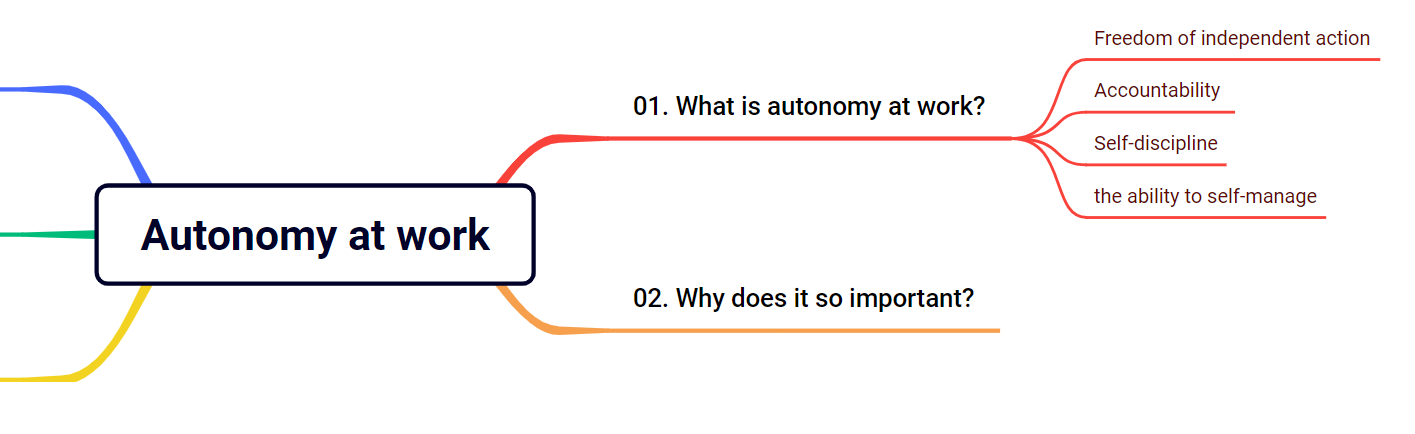 Autonomy at work
01. What is autonomy at work?
Freedom of independent action
Accountability
Self-discipline
the ability to self-manage
02. Why does it so important?